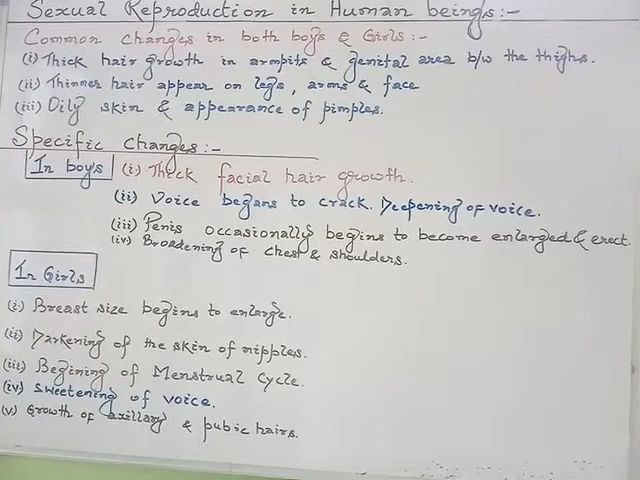 Sexual Reproduction in Human beings:-
Common changes in both boys & Girls:-
(i) Thick hair growth in armpits & genital area b/w the thighs.
(ii) Thinner hair appear on legs, arms & face
(iii) Oily skin & appearance of pimples.
Specific changes:-
In boys (i) Thick facial hair growth.
(ii) Voice begans to crack. Deepening of voice.
(iii) Penis occasionally begins to become enlarged & erect.
(iv) Broadening of chest & shoulders.
In Girls
(i) Breast size begins to enlarge.
(ii) Darkening of the skin of nipples.
(iii) Begining of Menstrual Cycle.
(iv) Sweetening of voice.
(v) Growth of axillary & pubic hairs.